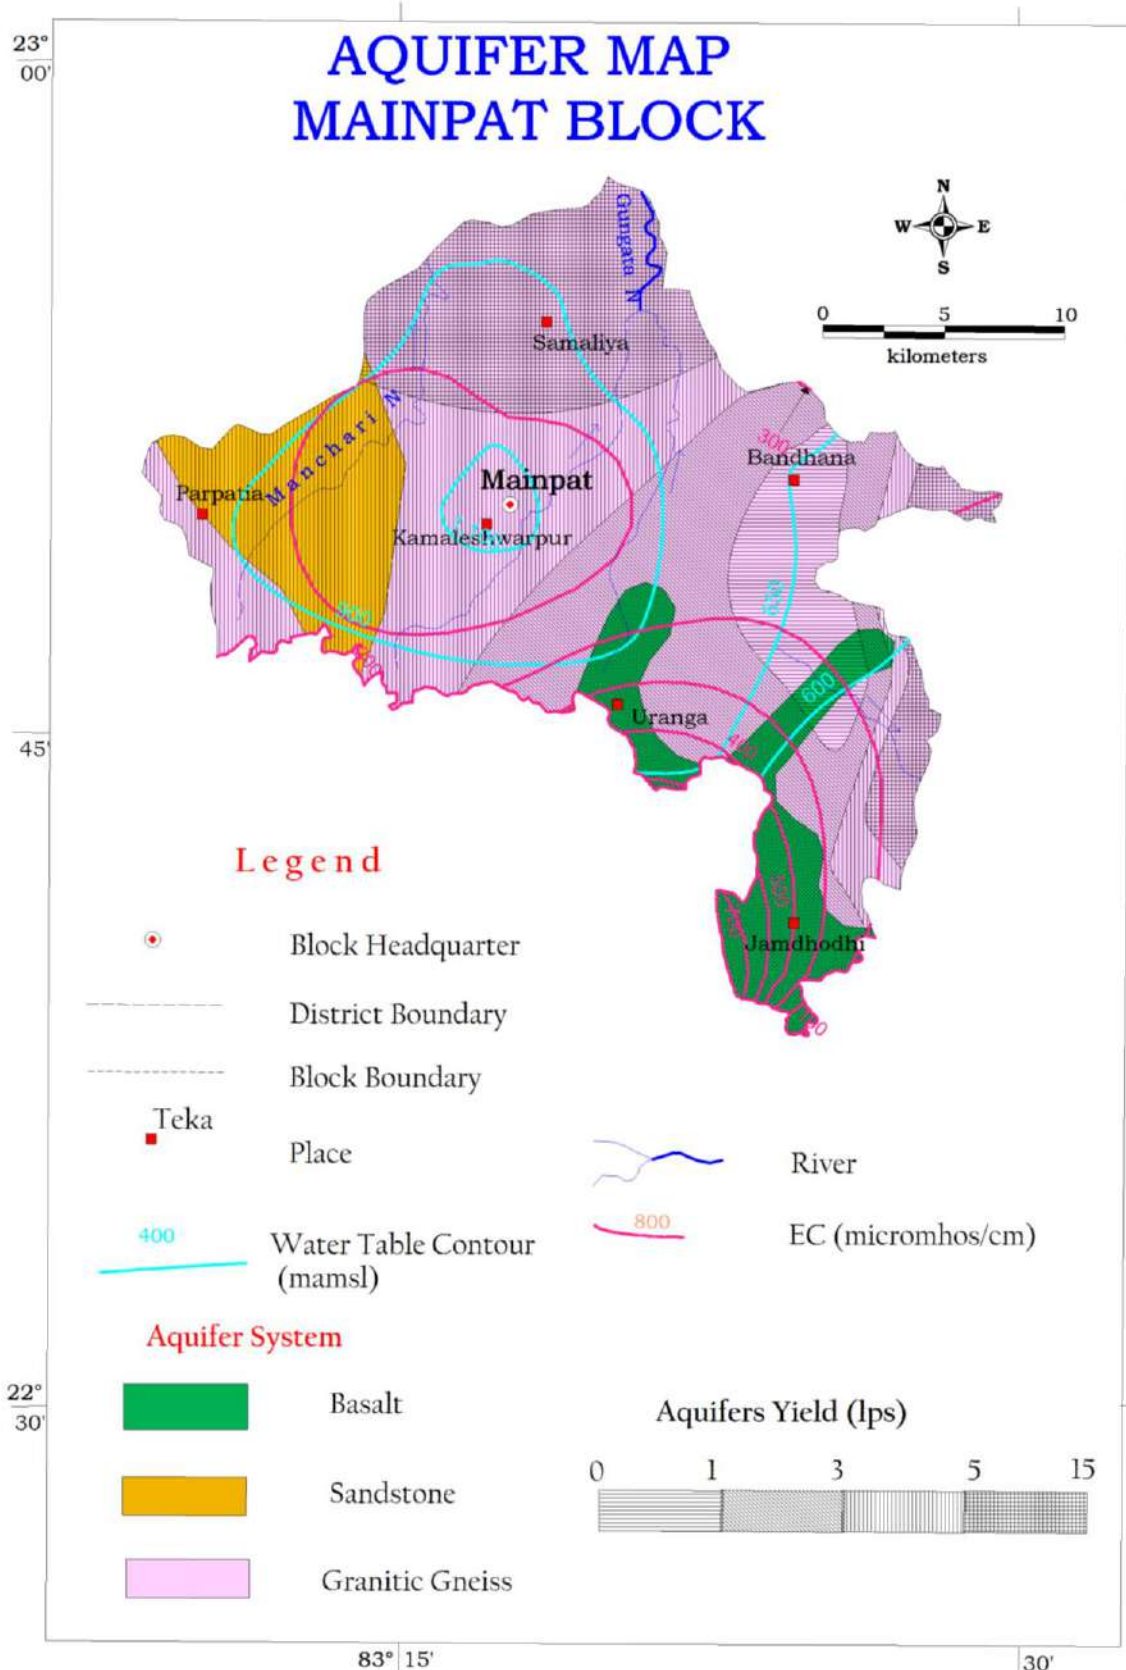 23°
00'
AQUIFER MAP
MAINPAT BLOCK
N
W E
S
Gungata N
0 5 10
kilometers
Samaliya
Manchari N
300
Bandhana
Mainpat
Parpatia
Kamaleshwarpur
900
650
600
Uranga
400
45'
500
Jamdhodhi
Legend
Block Headquarter
District Boundary
Block Boundary
Teka
Place
River
400
Water Table Contour
(mamsl)
800
EC (micromhos/cm)
Aquifer System
Basalt
Sandstone
Granitic Gneiss
22°
30'
Aquifers Yield (lps)
0 1 3 5 15
83° 15'
30'